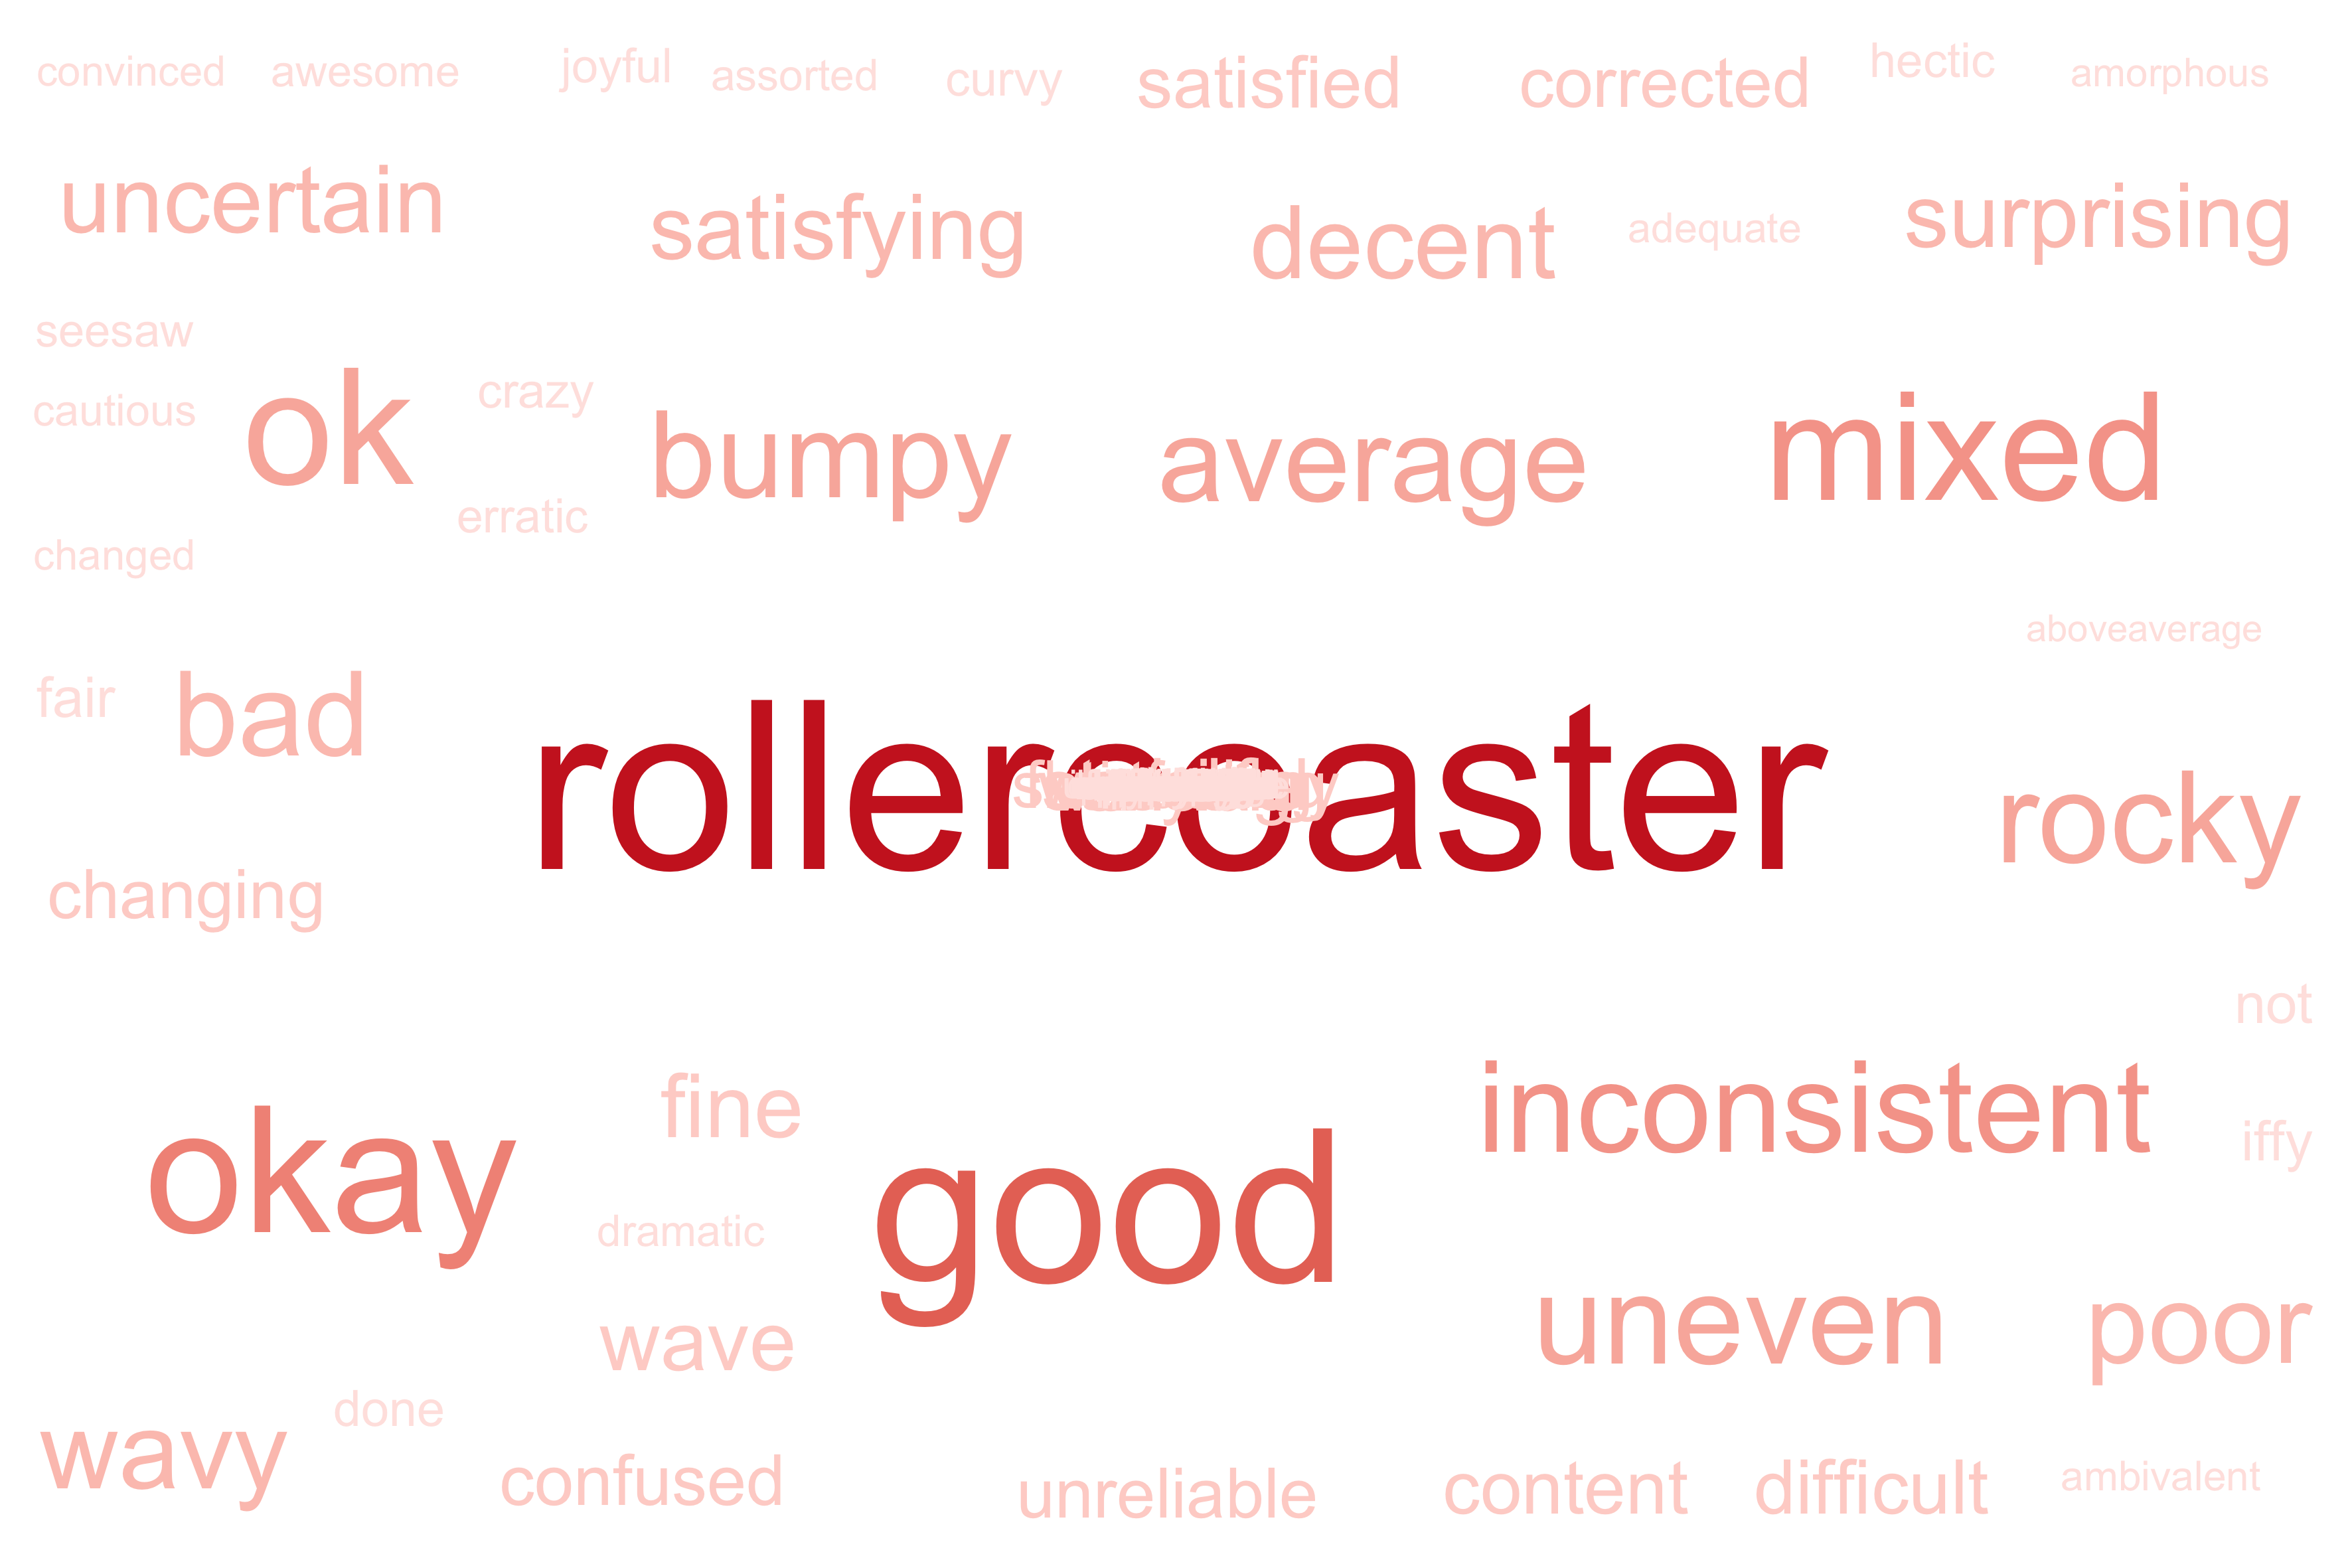 convinced awesome joyful assorted curvy satisfied corrected hectic amorphous
uncertain satisfying decent adequate surprising
seesaw
cautious ok crazy bumpy average mixed
erratic
changed
aboveaverage
fair bad
rollercoaster rocky
changing
not
fine inconsistent iffy
okay good
dramatic
wave uneven poor
done
wavy confused unreliable content difficult ambivalent